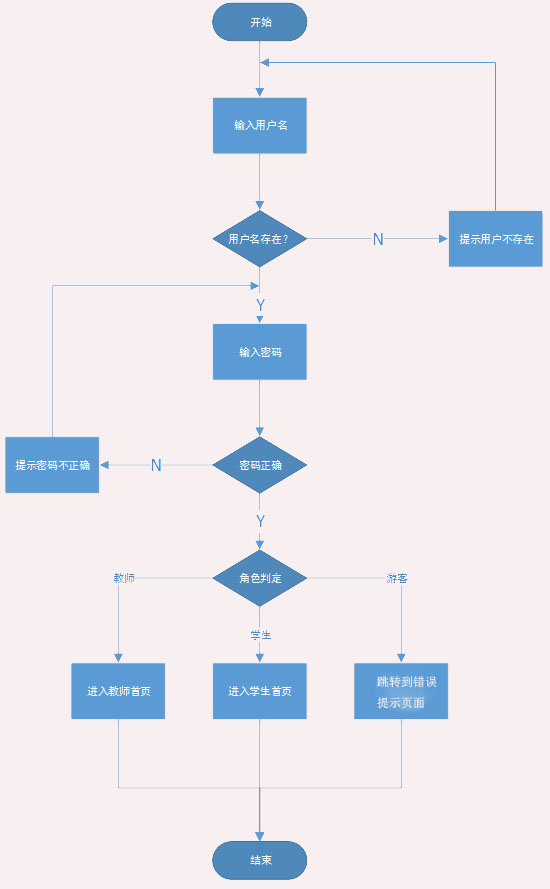 开始
输入用户名
用户名存在?
N
提示用户不存在
Y
输入密码
提示密码不正确
N
密码正确
Y
教师
角色判定
游客
学生
进入教师首页
进入学生首页
跳转到错误
提示页面
结束